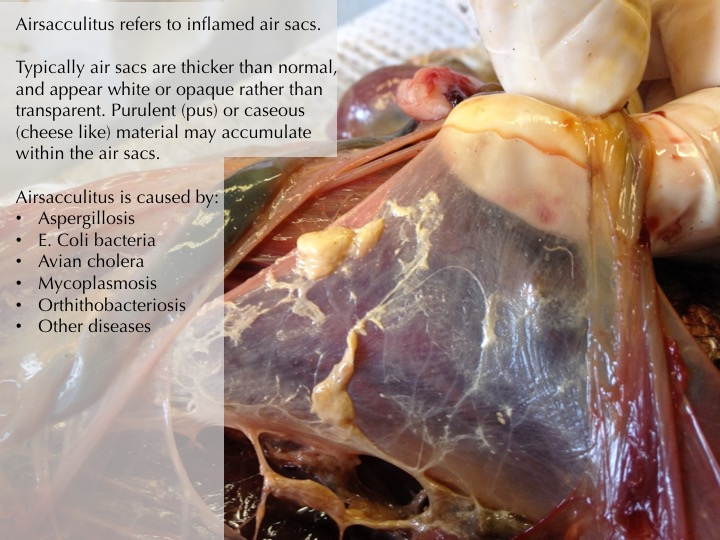 Airsacculitus refers to inflamed air sacs.
Typically air sacs are thicker than normal,
and appear white or opaque rather than
transparent. Purulent (pus) or caseous
(cheese like) material may accumulate
within the air sacs.
Airsacculitus is caused by:
• Aspergillosis
• E. Coli bacteria
• Avian cholera
• Mycoplasmosis
• Orthithobacteriosis
• Other diseases